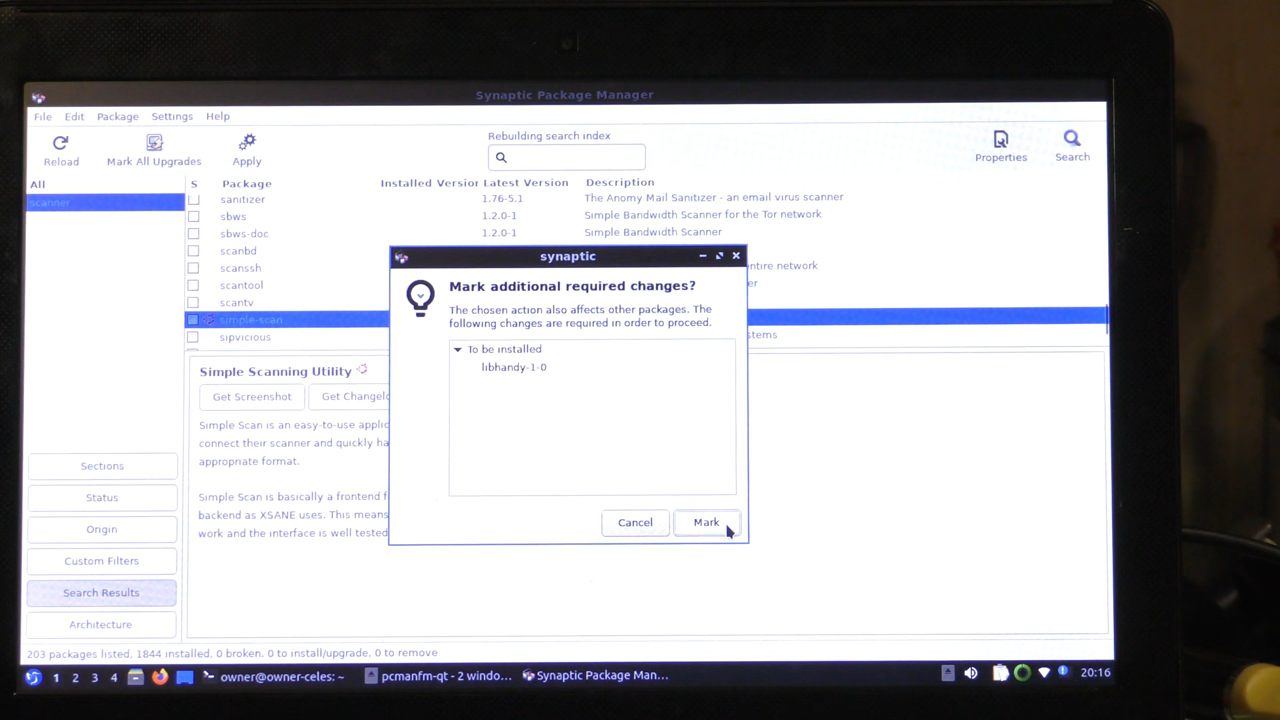 Synaptic Package Manager
File Edit Package Settings Help
Reload
Mark All Upgrades
Apply
Rebuilding search index
Properties
Search
All
scanner
S Package Installed Version Latest Version Description
sanitizer 1.76-5.1 The Anomy Mail Sanitizer - an email virus scanner
sbws 1.2.0-1 Simple Bandwidth Scanner for the Tor network
sbws-doc 1.2.0-1 Simple Bandwidth Scanner
scanbd
scanssh ntire network
scantool er
scantv
simple-scan
sipvicious stems
synaptic
Mark additional required changes?
The chosen action also affects other packages. The
following changes are required in order to proceed.
To be installed
libhandy-1-0
Cancel Mark
Simple Scanning Utility
Get Screenshot Get Changelo
Simple Scan is an easy-to-use applic
connect their scanner and quickly ha
appropriate format.
Simple Scan is basically a frontend f
backend as XSANE uses. This means
work and the interface is well tested
Sections
Status
Origin
Custom Filters
Search Results
Architecture
203 packages listed, 1844 installed, 0 broken. 0 to install/upgrade, 0 to remove
1 2 3 4 owner@owner-celes: ~ pcmanfm-qt - 2 windo... Synaptic Package Man... 20:16